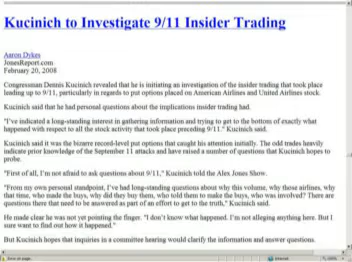 Kucinich to Investigate 9/11 Insider Trading
Aaron Dykes
JonesReport.com
February 20, 2008
Congressman Dennis Kucinich revealed that he is initiating an investigation of the insider trading that took place
leading up to 9/11, particularly in regards to put options placed on American Airlines and United Airlines stock.
Kucinich said that he had personal questions about the implications insider trading had.
"I've indicated a long-standing interest in gathering information and trying to get to the bottom of exactly what
happened with respect to all the stock activity that took place preceding 9/11." Kucinich said.
Kucinich said it was the bizarre record-level put options that caught his attention initially. The odd trades heavily
indicate prior knowledge of the September 11 attacks and have raised a number of questions that Kucinich hopes to
probe.
"First of all, I'm not afraid to ask questions about 9/11," Kucinich told the Alex Jones Show.
"From my own personal standpoint, I've had long-standing questions about why this volume, why those airlines, why
that time, who made the buys, why did they buy them, who told them to make the buys, who was involved? There are
questions there that need to be answered as part of an effort to get to the truth," Kucinich said.
He made clear he was not yet pointing the finger. "I don't know what happened. I'm not alleging anything here. But I
sure want to find out how it happened."
But Kucinich hopes that inquiries in a committee hearing would clarify the information and answer questions.
Error on page.
Internet